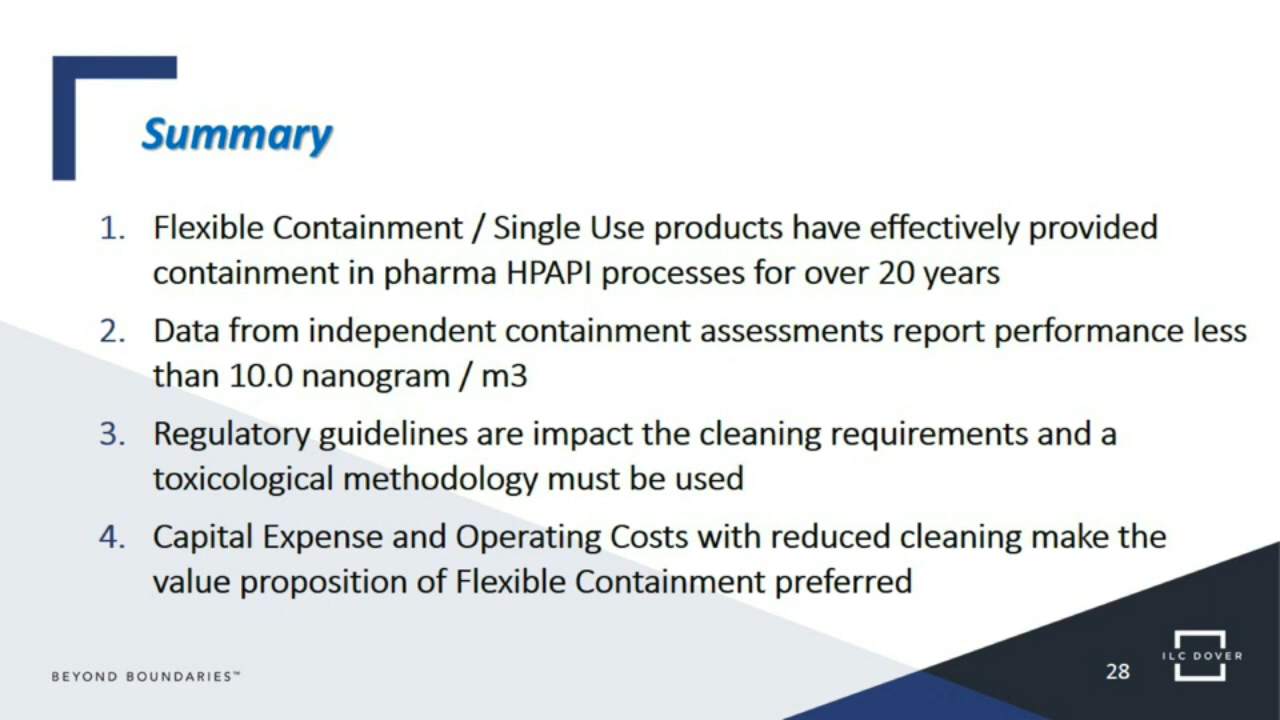 Summary
1. Flexible Containment / Single Use products have effectively provided
containment in pharma HPAPI processes for over 20 years
2. Data from independent containment assessments report performance less
than 10.0 nanogram / m3
3. Regulatory guidelines are impact the cleaning requirements and a
toxicological methodology must be used
4. Capital Expense and Operating Costs with reduced cleaning make the
value proposition of Flexible Containment preferred
BEYOND BOUNDARIES™
28
ILC DOVER